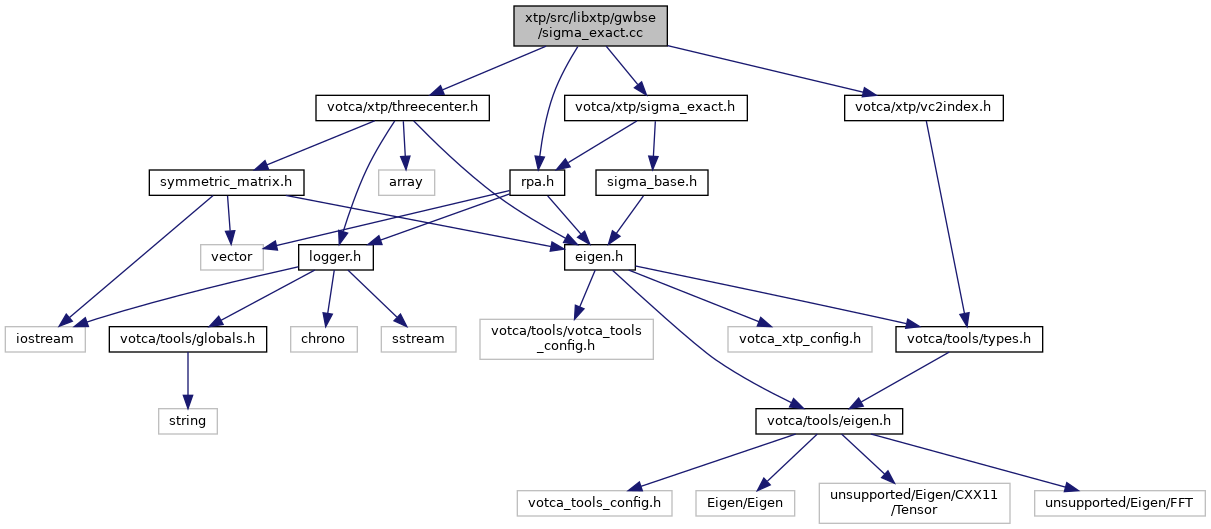 xtp/src/libxtp/gwbse
/sigma_exact.cc
votca/xtp/threecenter.h
votca/xtp/sigma_exact.h
votca/xtp/vc2index.h
symmetric_matrix.h
array
rpa.h
sigma_base.h
vector
logger.h
eigen.h
iostream
votca/tools/globals.h
chrono
sstream
votca/tools/votca_tools
_config.h
votca_xtp_config.h
votca/tools/types.h
string
votca/tools/eigen.h
votca_tools_config.h
Eigen/Eigen
unsupported/Eigen/CXX11
/Tensor
unsupported/Eigen/FFT